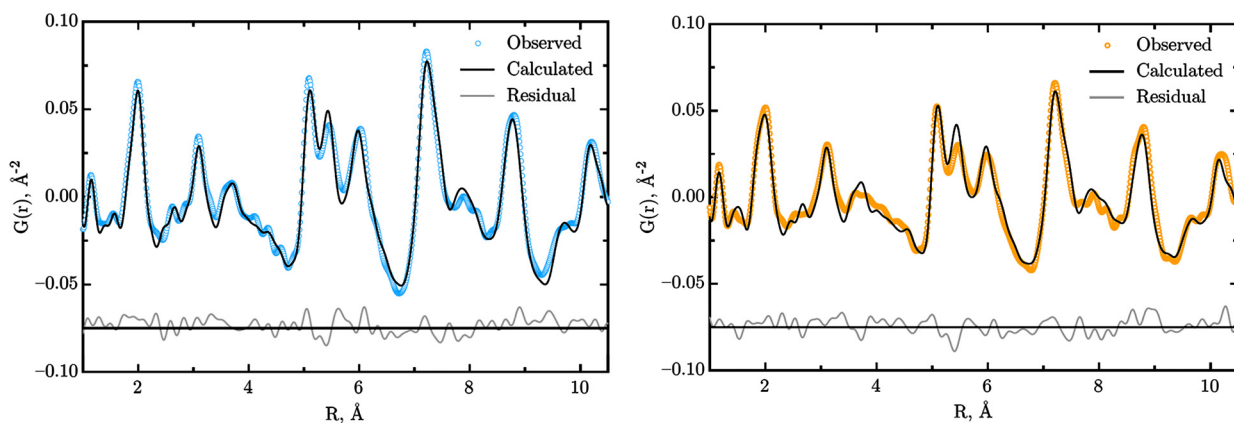 0.10
0.05
0.00
−0.05
−0.10
G(r), Å⁻²
Observed
Calculated
Residual
2
4
6
8
10
R, Å
0.10
0.05
0.00
−0.05
−0.10
G(r), Å⁻²
Observed
Calculated
Residual
2
4
6
8
10
R, Å